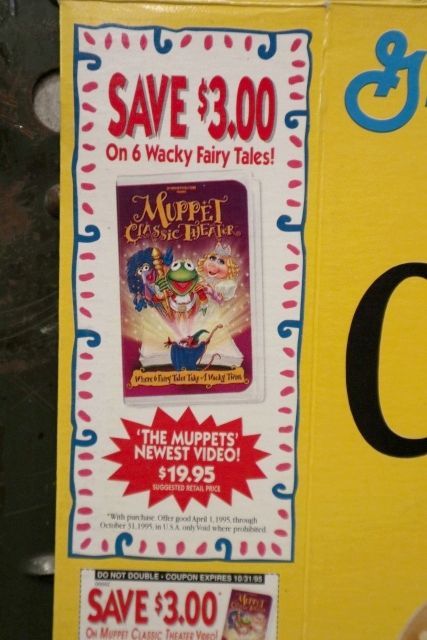 SAVE $3.00
On 6 Wacky Fairy Tales!
MUPPET
CLASSIC THEATER
Where 6 Fairy Tales Take A Wacky Turn
'THE MUPPETS'
NEWEST VIDEO!
$19.95
SUGGESTED RETAIL PRICE
*With purchase. Offer good April 1, 1995, through
October 31, 1995, in U.S.A. only. Void where prohibited.
DO NOT DOUBLE • COUPON EXPIRES 10/31/95
SAVE $3.00
ON MUPPET CLASSIC THEATER VIDEO!
G